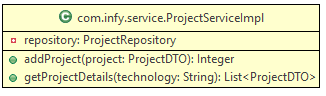 C com.infy.service.ProjectServiceImpl
repository: ProjectRepository
addProject(project: ProjectDTO): Integer
getProjectDetails(technology: String): List<ProjectDTO>